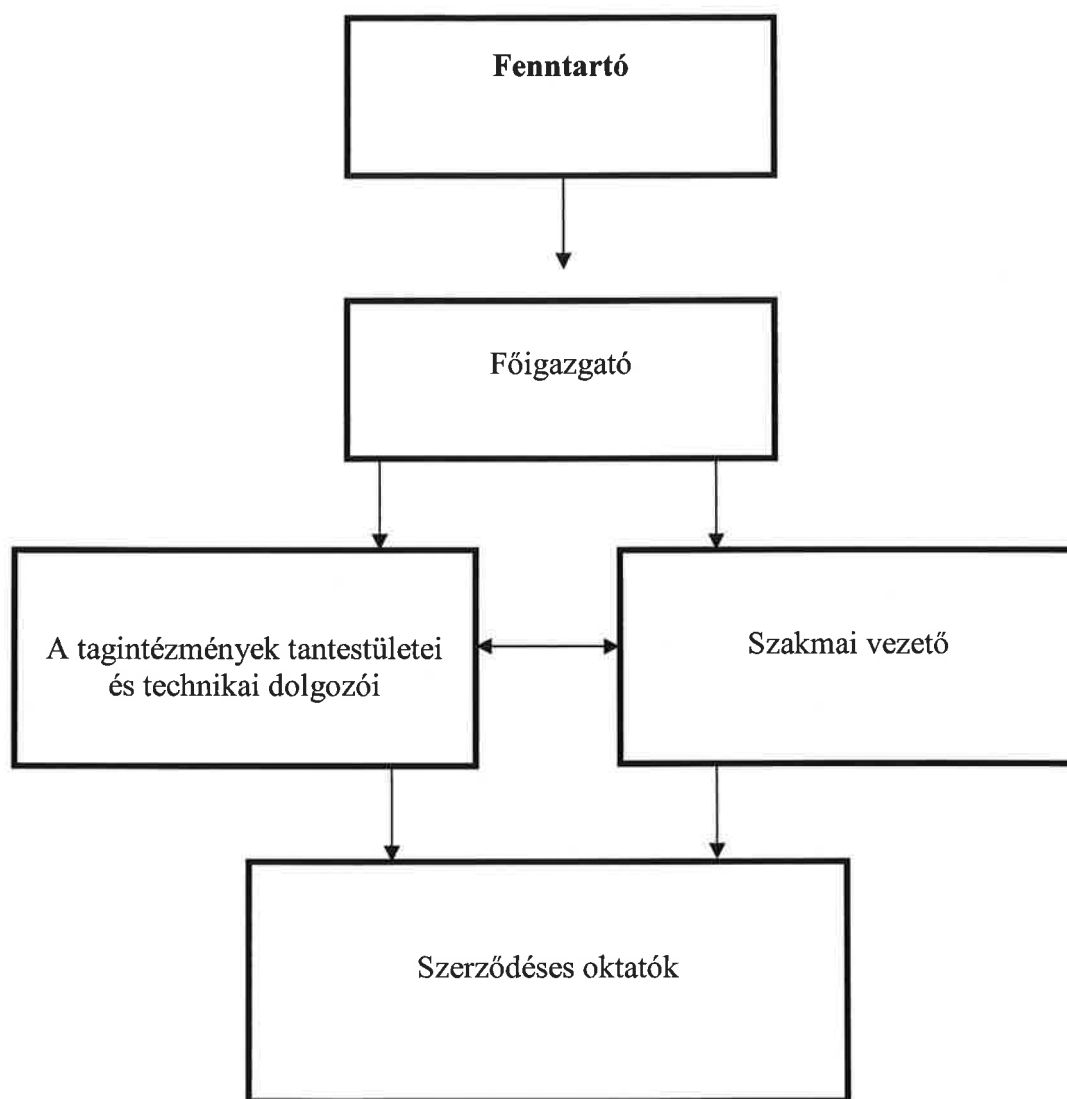 Fenntartó
Főigazgató
A tagintézmények tantestületei
és technikai dolgozói
Szakmai vezető
Szerződéses oktatók